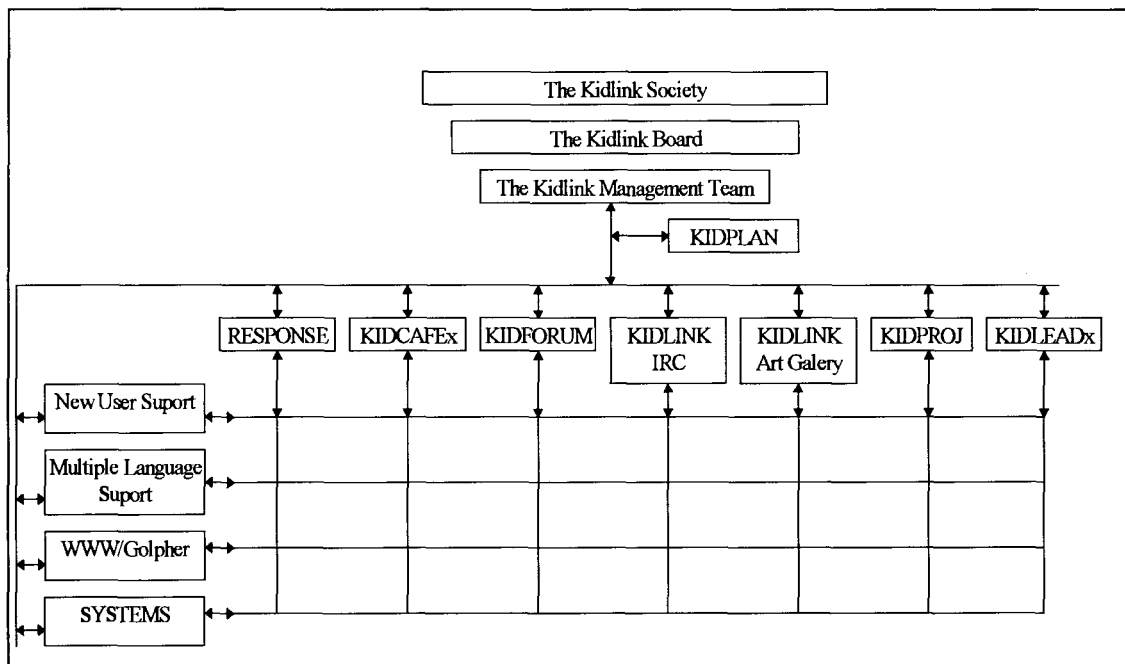 The Kidlink Society
The Kidlink Board
The Kidlink Management Team
KIDPLAN
RESPONSE
KIDCAFEx
KIDFORUM
KIDLINK
IRC
KIDLINK
Art Galery
KIDPROJ
KIDLEADx
New User Suport
Multiple Language
Suport
WWW/Golpher
SYSTEMS